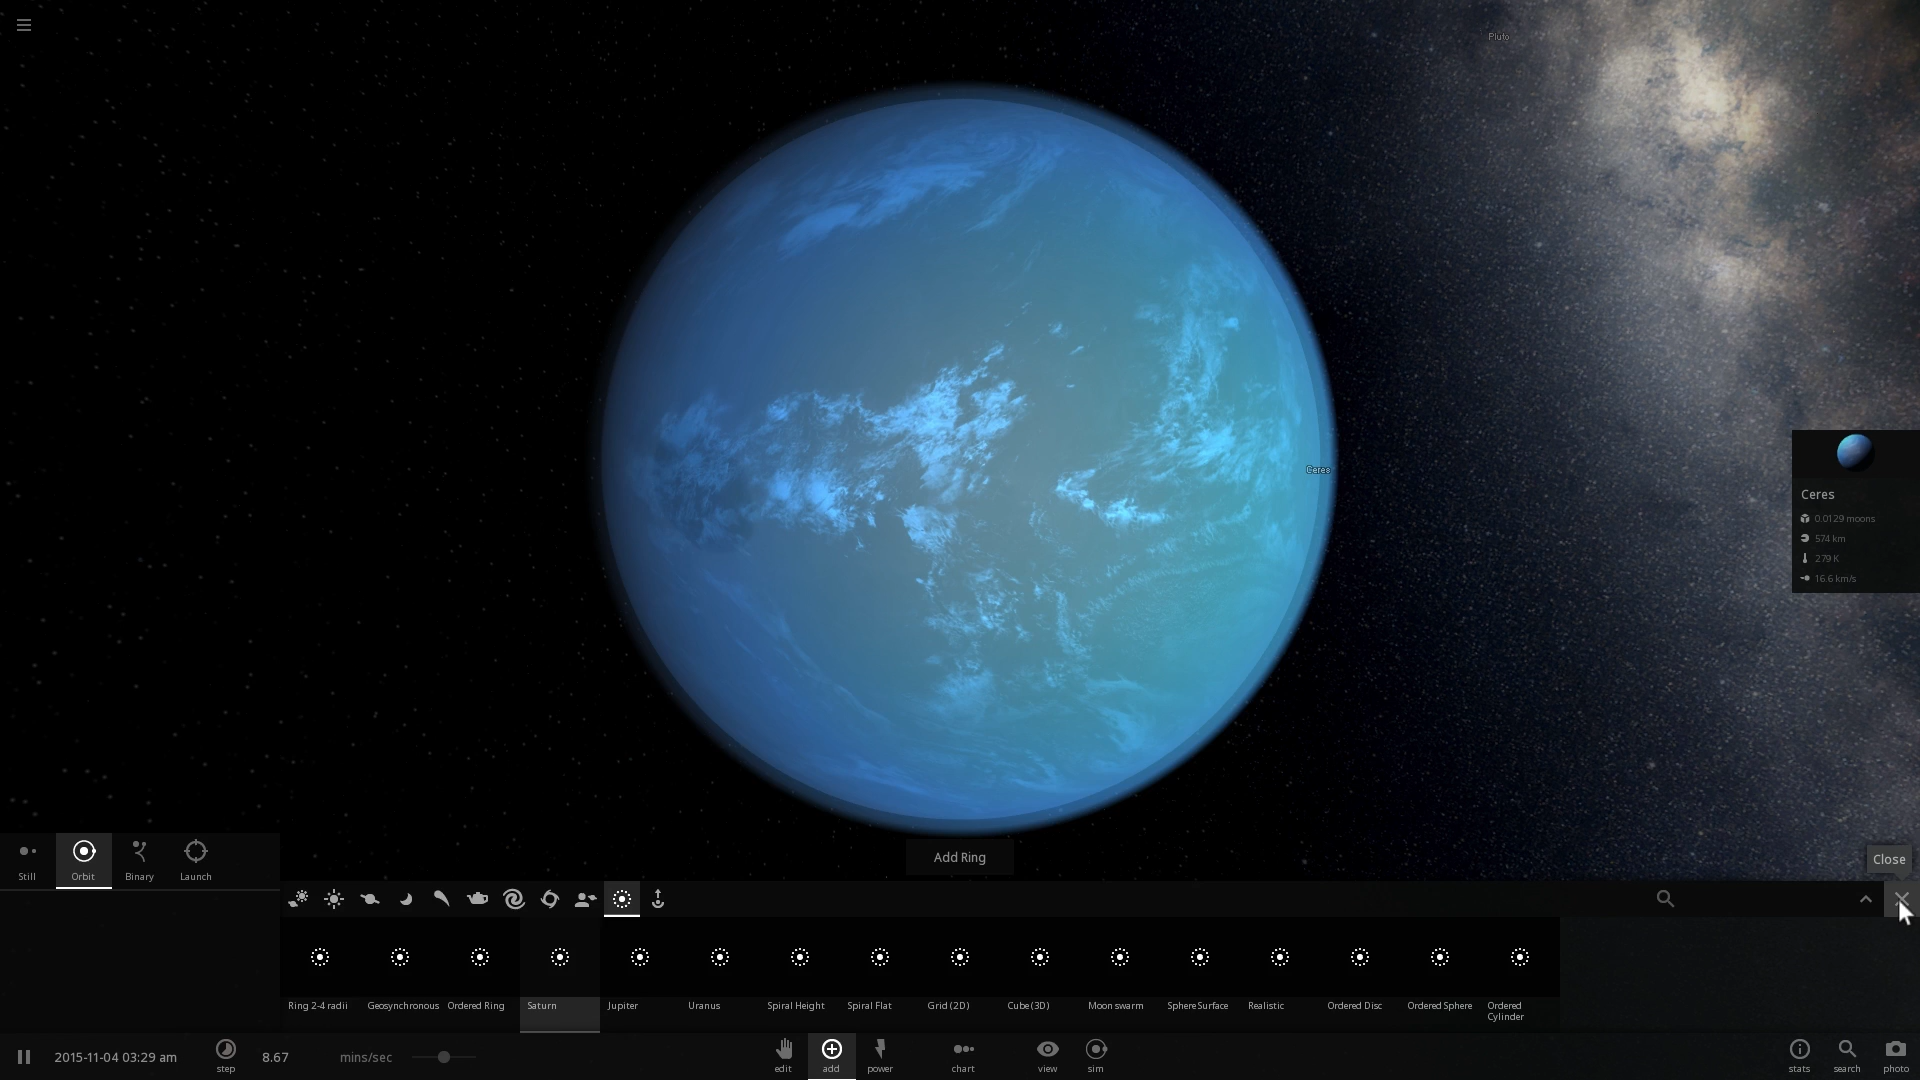 Pluto
Ceres
Ceres
0.0129 moons
574 km
279 K
16.6 km/s
Add Ring
Close
Still
Orbit
Binary
Launch
Ring 2-4 radii
Geosynchronous
Ordered Ring
Saturn
Jupiter
Uranus
Spiral Height
Spiral Flat
Grid (2D)
Cube (3D)
Moon swarm
Sphere Surface
Realistic
Ordered Disc
Ordered Sphere
Ordered
Cylinder
2015-11-04 03:29 am
step
8.67
mins/sec
edit
add
power
chart
view
sim
stats
search
photo